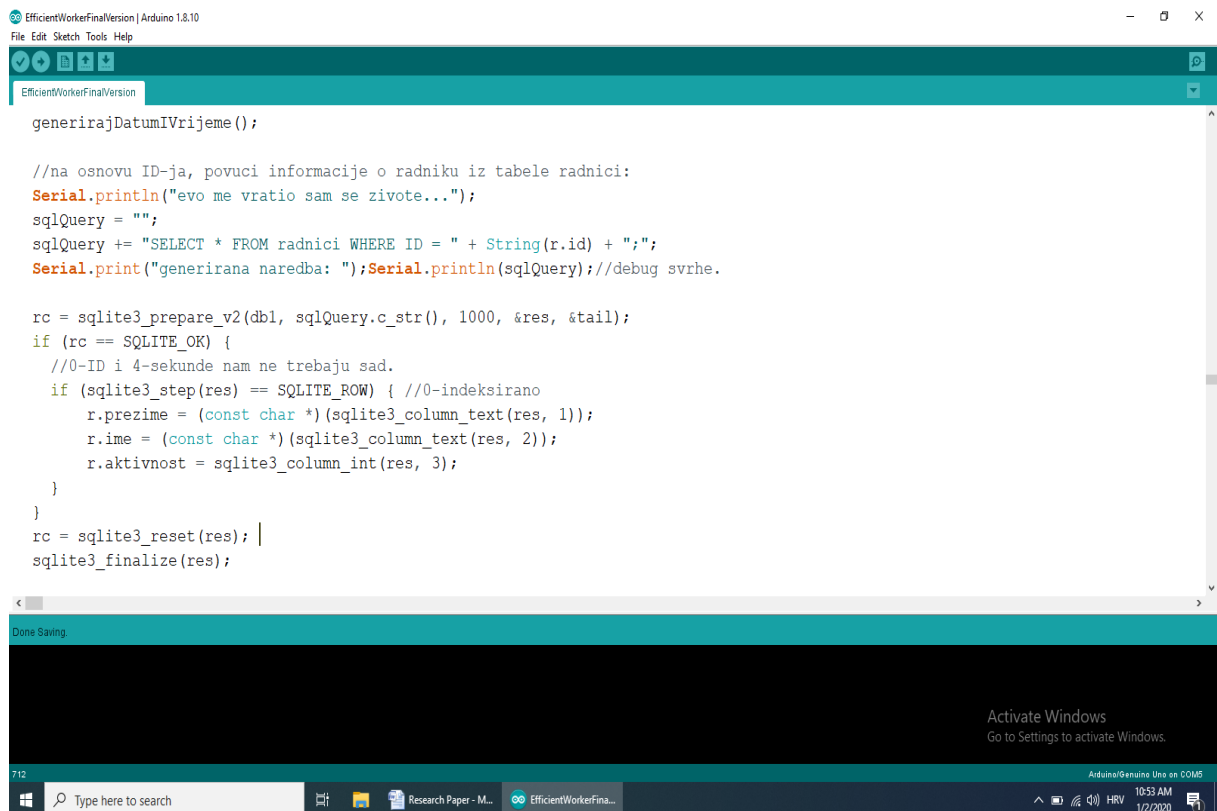 EfficientWorkerFinalVersion | Arduino 1.8.10
File Edit Sketch Tools Help
EfficientWorkerFinalVersion
generirajDatumIVrijeme();
//na osnovu ID-ja, povuci informacije o radniku iz tabele radnici:
Serial.println("evo me vratio sam se zivote...");
sqlQuery = "";
sqlQuery += "SELECT * FROM radnici WHERE ID = " + String(r.id) + ";";
Serial.print("generirana naredba: ");Serial.println(sqlQuery);//debug svrhe.
rc = sqlite3_prepare_v2(db1, sqlQuery.c_str(), 1000, &res, &tail);
if (rc == SQLITE_OK) {
//0-ID i 4-sekunde nam ne trebaju sad.
if (sqlite3_step(res) == SQLITE_ROW) { //0-indeksirano
r.prezime = (const char *)(sqlite3_column_text(res, 1));
r.ime = (const char *)(sqlite3_column_text(res, 2));
r.aktivnost = sqlite3_column_int(res, 3);
}
}
rc = sqlite3_reset(res);
sqlite3_finalize(res);
Done Saving.
Activate Windows
Go to Settings to activate Windows.
712 Arduino/Genuino Uno on COM5
Type here to search Research Paper - M... EfficientWorkerFina... HRV 10:53 AM
1/2/2020